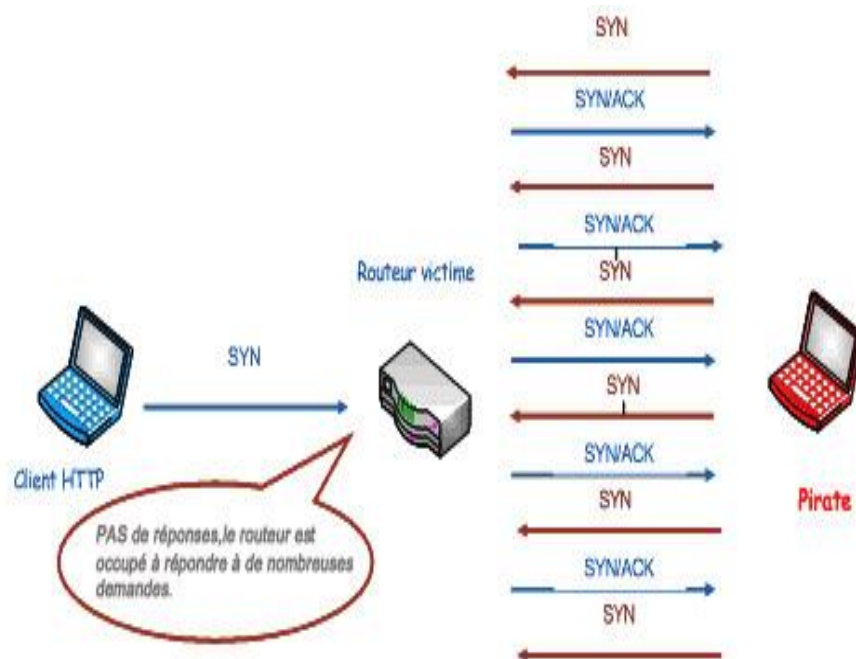 SYN
SYN/ACK
SYN
SYN/ACK
Routeur victime
SYN
SYN/ACK
SYN
SYN
SYN/ACK
Client HTTP
SYN
Pirate
PAS de réponses,le routeur est
occupé à répondre à de nombreuses
demandes.
SYN/ACK
SYN